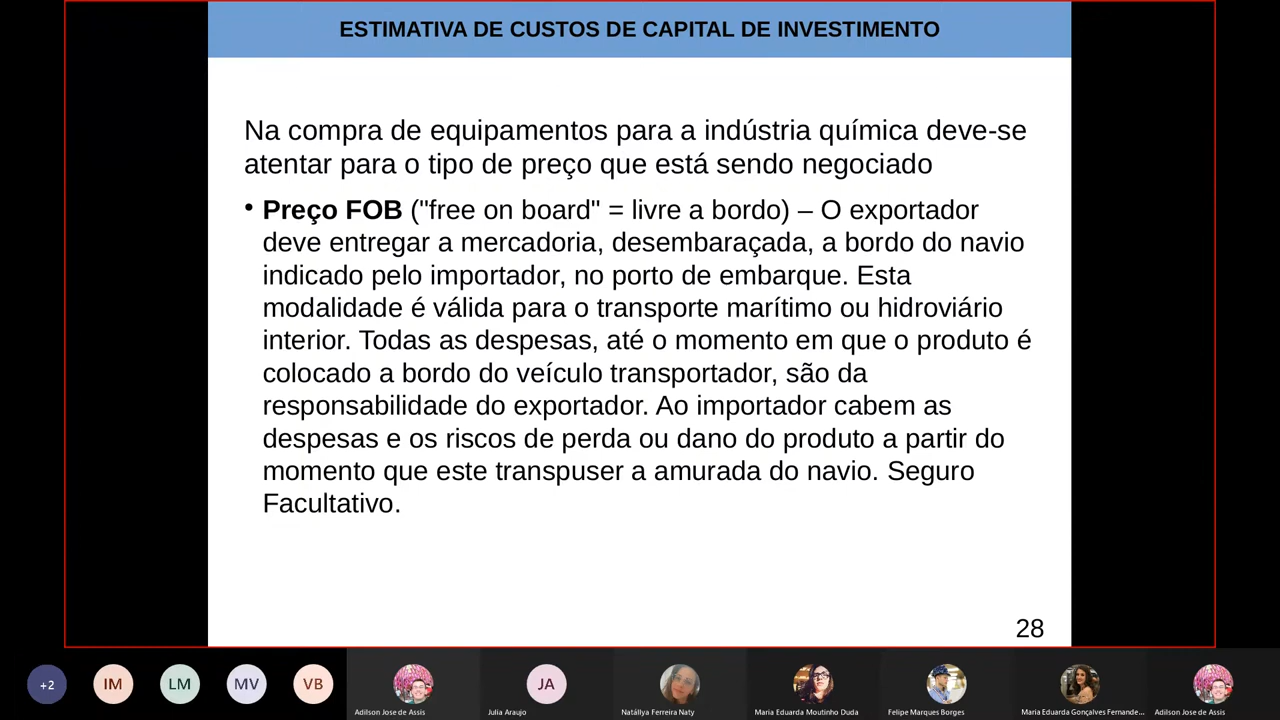 ESTIMATIVA DE CUSTOS DE CAPITAL DE INVESTIMENTO
Na compra de equipamentos para a indústria química deve-se
atentar para o tipo de preço que está sendo negociado
• Preço FOB ("free on board" = livre a bordo) – O exportador
deve entregar a mercadoria, desembaraçada, a bordo do navio
indicado pelo importador, no porto de embarque. Esta
modalidade é válida para o transporte marítimo ou hidroviário
interior. Todas as despesas, até o momento em que o produto é
colocado a bordo do veículo transportador, são da
responsabilidade do exportador. Ao importador cabem as
despesas e os riscos de perda ou dano do produto a partir do
momento que este transpuser a amurada do navio. Seguro
Facultativo.
28
+2 IM LM MV VB JA
Adilson Jose de Assis Julia Araujo Natállya Ferreira Naty Maria Eduarda Moutinho Duda Felipe Marques Borges Maria Eduarda Gonçalves Fernande... Adilson Jose de Assis